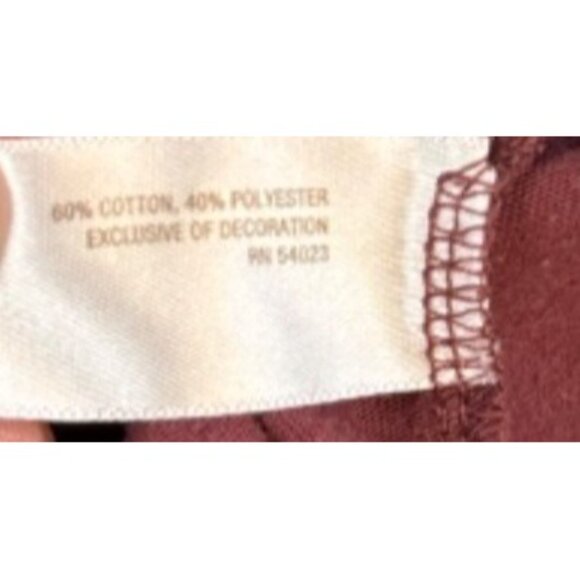 60% COTTON, 40% POLYESTER
EXCLUSIVE OF DECORATION
RN 54023